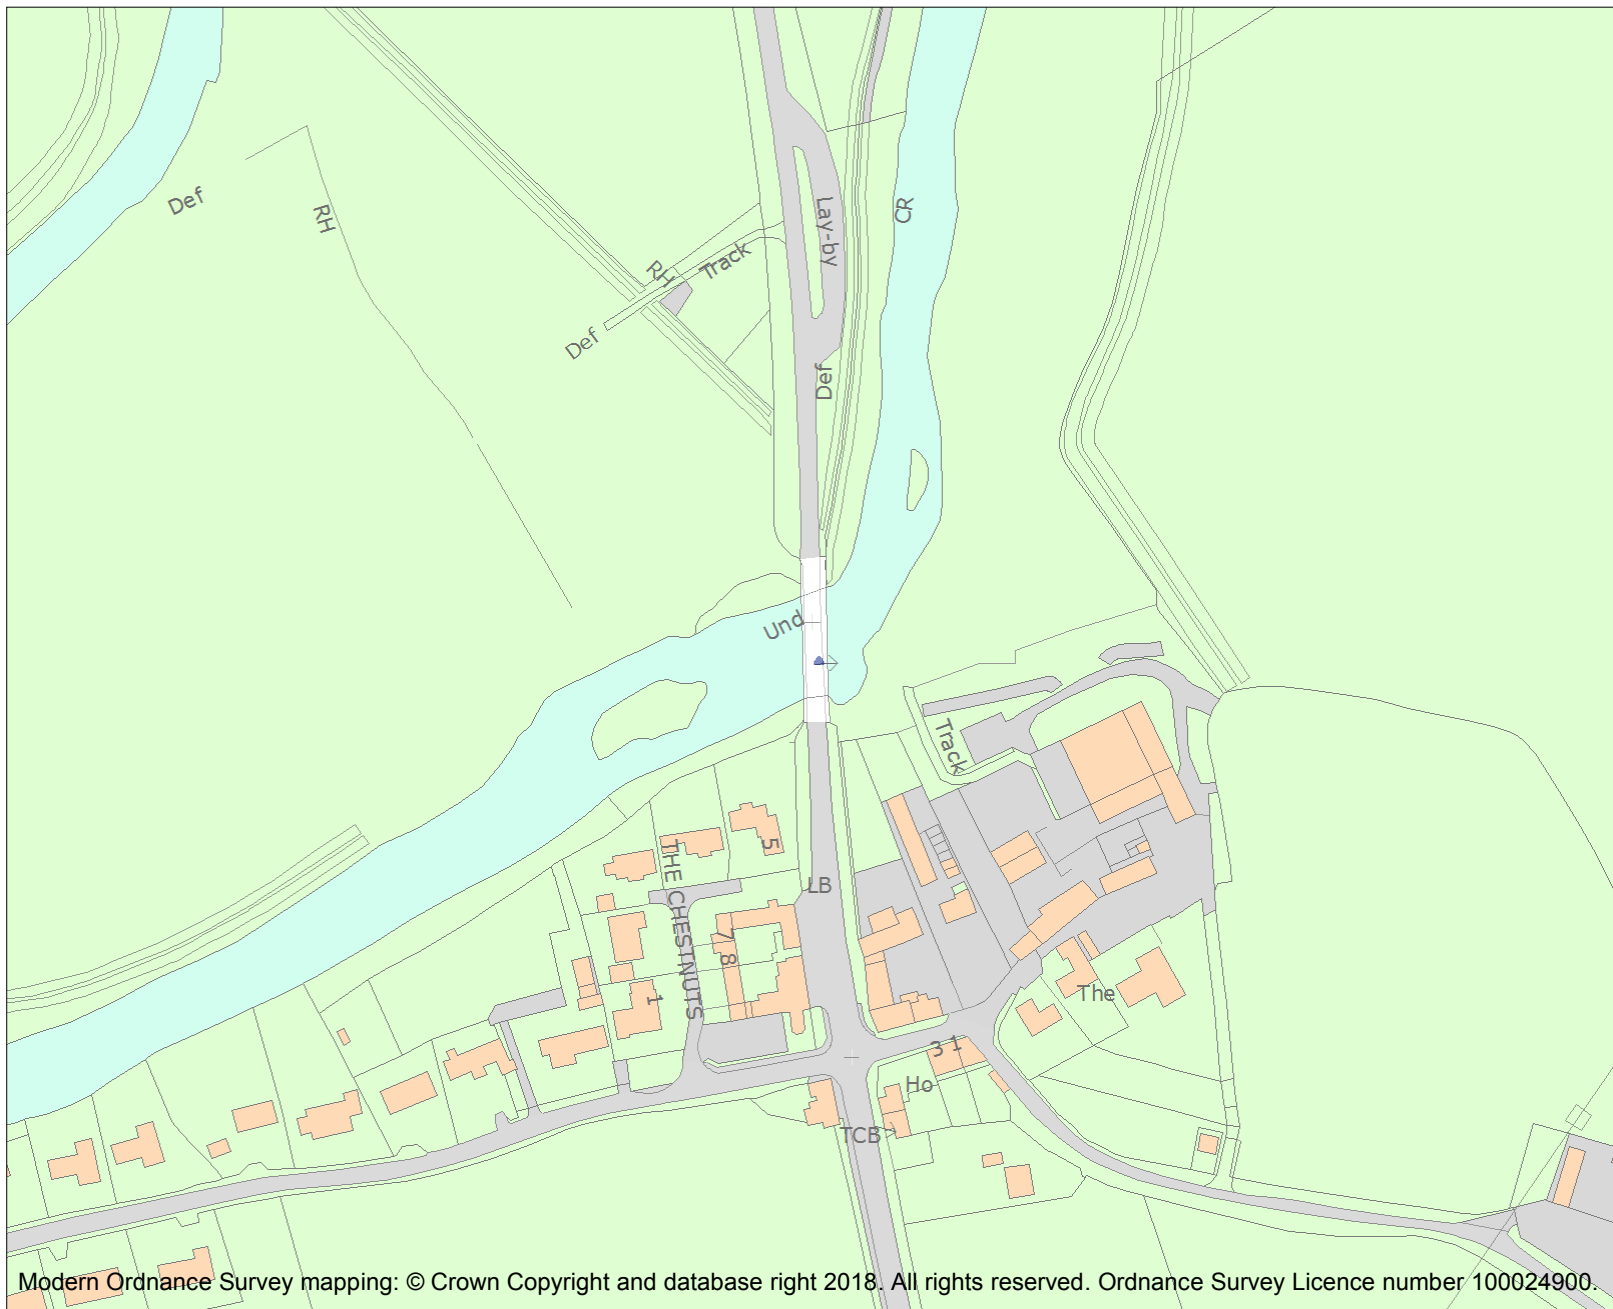 Def
RH
CR
Lay-by
RH
Track
Def
Def
Und
Track
THE CHESTNUTS
5
LB
7
8
1
The
3 1
Ho
TCB
Modern Ordnance Survey mapping: © Crown Copyright and database right 2018. All rights reserved. Ordnance Survey Licence number 100024900.